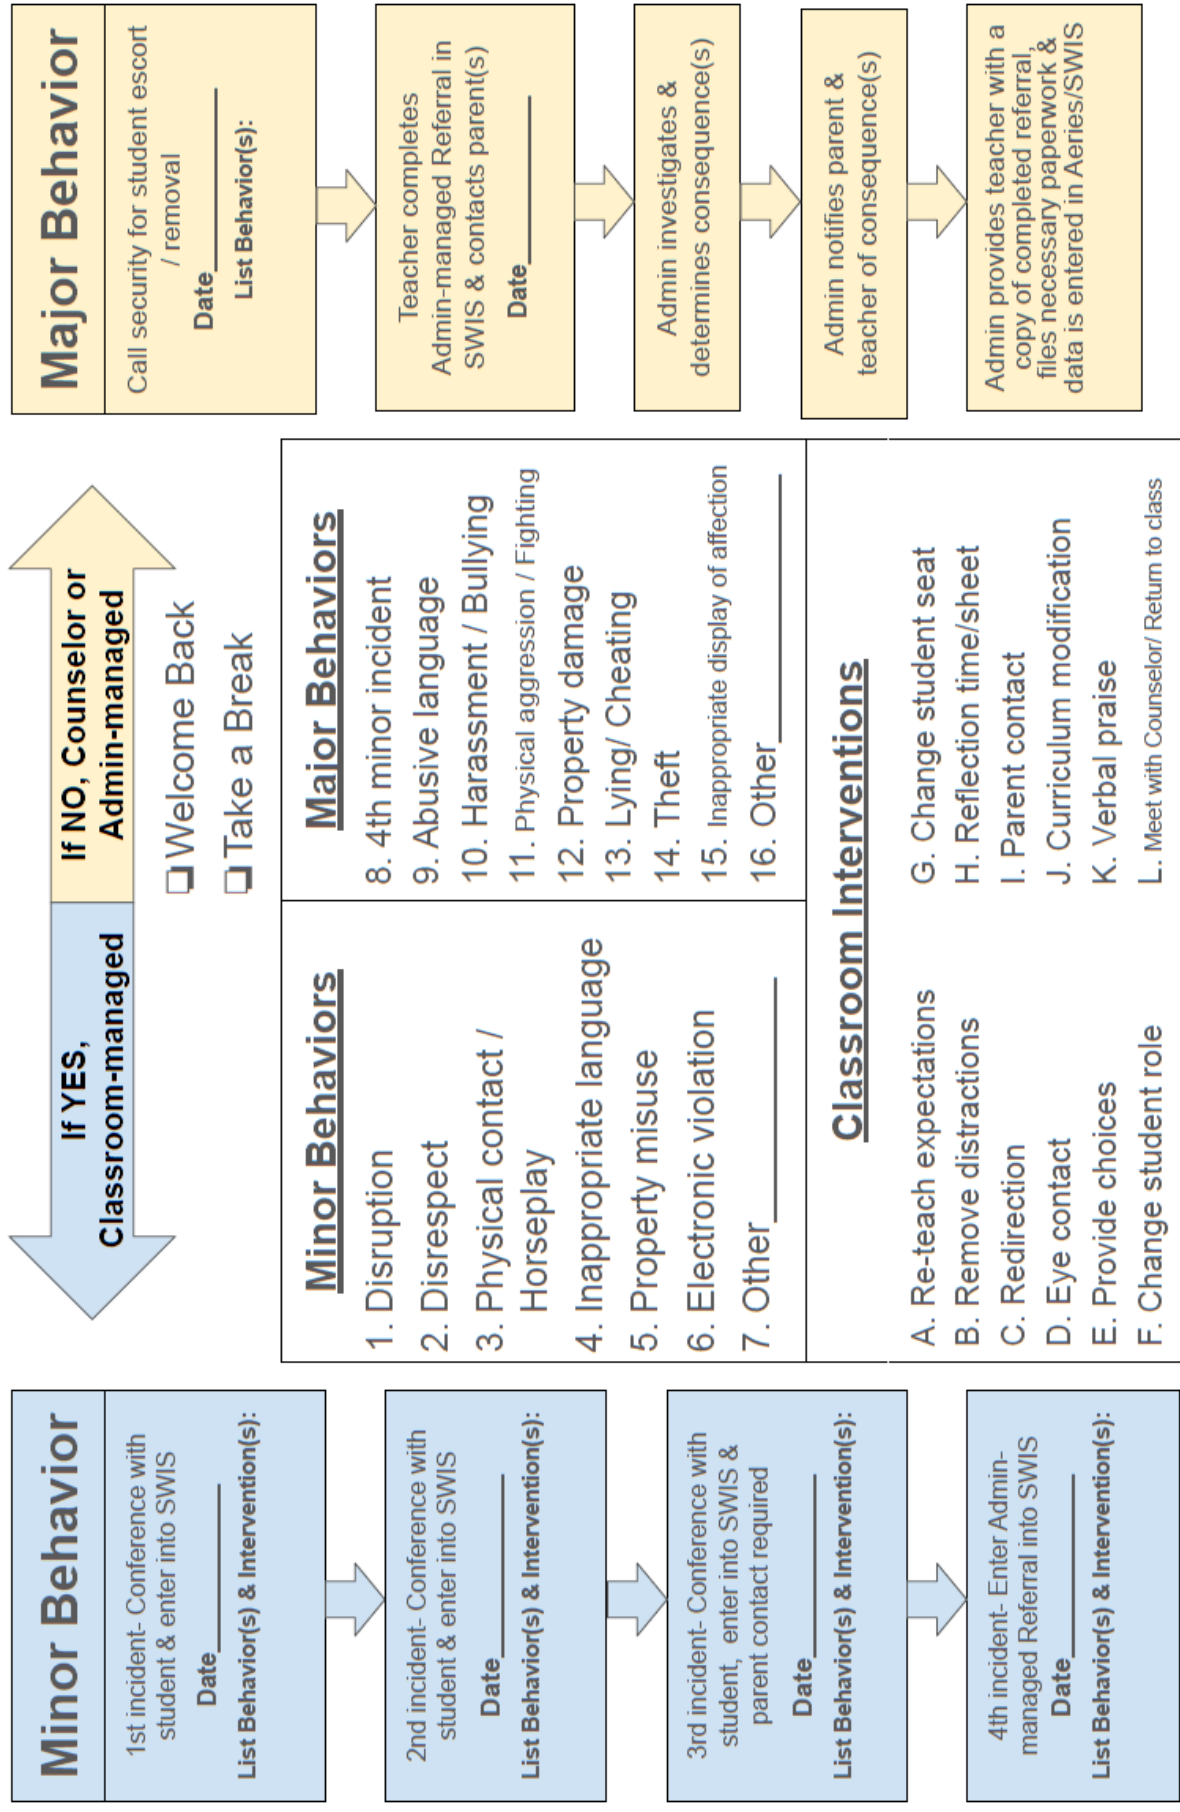 Minor Behavior
1st incident- Conference with
student & enter into SWIS
Date__________
List Behavior(s) & Intervention(s):
2nd incident- Conference with
student & enter into SWIS
Date__________
List Behavior(s) & Intervention(s):
3rd incident- Conference with
student, enter into SWIS &
parent contact required
Date__________
List Behavior(s) & Intervention(s):
4th incident- Enter Admin-
managed Referral into SWIS
Date__________
List Behavior(s) & Intervention(s):
If YES,
Classroom-managed
If NO, Counselor or
Admin-managed
❑ Welcome Back
❑ Take a Break
Minor Behaviors
1. Disruption
2. Disrespect
3. Physical contact /
Horseplay
4. Inappropriate language
5. Property misuse
6. Electronic violation
7. Other__________
Major Behaviors
8. 4th minor incident
9. Abusive language
10. Harassment / Bullying
11. Physical aggression / Fighting
12. Property damage
13. Lying/ Cheating
14. Theft
15. Inappropriate display of affection
16. Other__________
Classroom Interventions
A. Re-teach expectations
B. Remove distractions
C. Redirection
D. Eye contact
E. Provide choices
F. Change student role
G. Change student seat
H. Reflection time/sheet
I. Parent contact
J. Curriculum modification
K. Verbal praise
L. Meet with Counselor/ Return to class
Major Behavior
Call security for student escort
/ removal
Date__________
List Behavior(s):
Teacher completes
Admin-managed Referral in
SWIS & contacts parent(s)
Date__________
Admin investigates &
determines consequence(s)
Admin notifies parent &
teacher of consequence(s)
Admin provides teacher with a
copy of completed referral,
files necessary paperwork &
data is entered in Aeries/SWIS